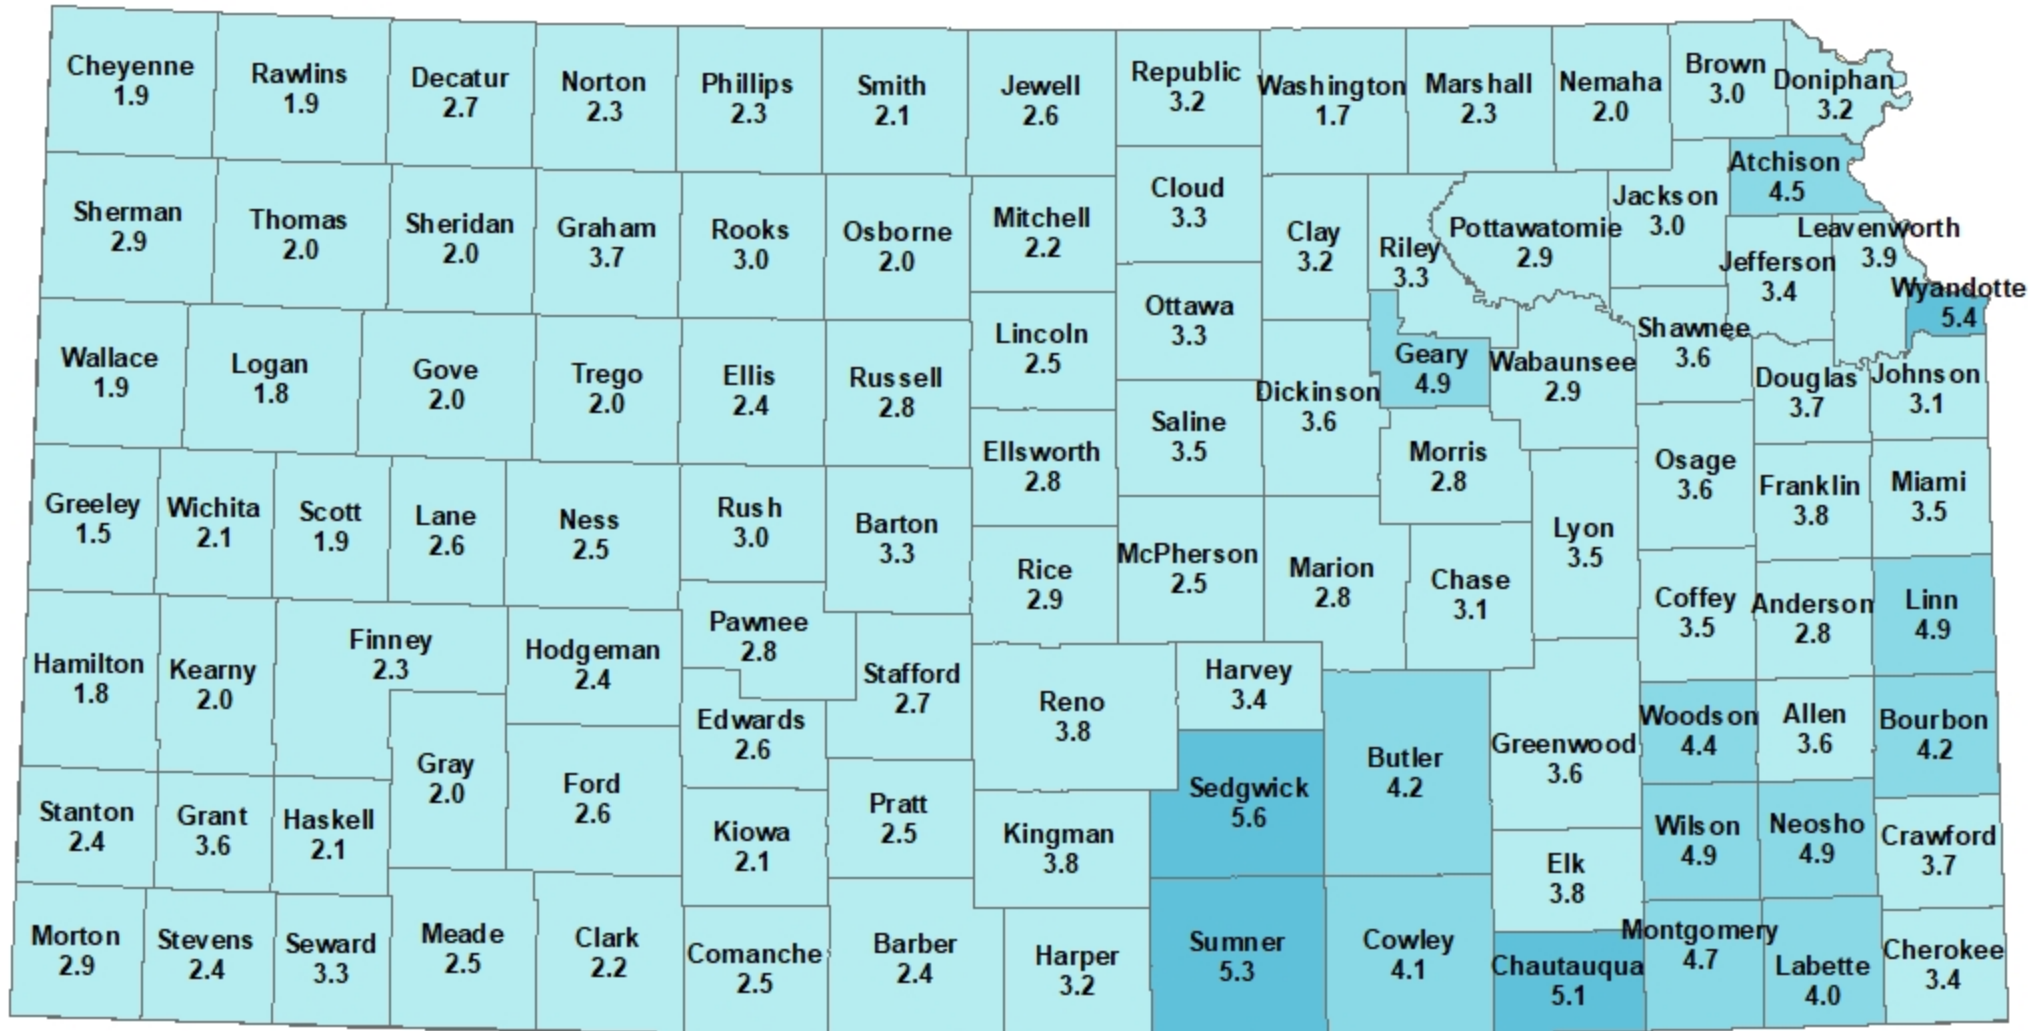 Cheyenne
1.9
Rawlins
1.9
Decatur
2.7
Norton
2.3
Phillips
2.3
Smith
2.1
Jewell
2.6
Republic
3.2
Washington
1.7
Marshall
2.3
Nemaha
2.0
Brown
3.0
Doniphan
3.2
Atchison
4.5
Sherman
2.9
Thomas
2.0
Sheridan
2.0
Graham
3.7
Rooks
3.0
Osborne
2.0
Mitchell
2.2
Cloud
3.3
Clay
3.2
Riley
3.3
Pottawatomie
2.9
Jackson
3.0
Jefferson
3.4
Leavenworth
3.9
Wyandotte
5.4
Wallace
1.9
Logan
1.8
Gove
2.0
Trego
2.0
Ellis
2.4
Russell
2.8
Lincoln
2.5
Ottawa
3.3
Dickinson
3.6
Geary
4.9
Wabaunsee
2.9
Shawnee
3.6
Douglas
3.7
Johnson
3.1
Greeley
1.5
Wichita
2.1
Scott
1.9
Lane
2.6
Ness
2.5
Rush
3.0
Barton
3.3
Ellsworth
2.8
Saline
3.5
Morris
2.8
Osage
3.6
Franklin
3.8
Miami
3.5
Rice
2.9
McPherson
2.5
Marion
2.8
Chase
3.1
Lyon
3.5
Coffey
3.5
Anderson
2.8
Linn
4.9
Hamilton
1.8
Kearny
2.0
Finney
2.3
Hodgeman
2.4
Pawnee
2.8
Stafford
2.7
Reno
3.8
Harvey
3.4
Butler
4.2
Greenwood
3.6
Woodson
4.4
Allen
3.6
Bourbon
4.2
Gray
2.0
Ford
2.6
Edwards
2.6
Stanton
2.4
Grant
3.6
Haskell
2.1
Kiowa
2.1
Pratt
2.5
Kingman
3.8
Sedgwick
5.6
Elk
3.8
Wilson
4.9
Neosho
4.9
Crawford
3.7
Morton
2.9
Stevens
2.4
Seward
3.3
Meade
2.5
Clark
2.2
Comanche
2.5
Barber
2.4
Harper
3.2
Sumner
5.3
Cowley
4.1
Chautauqua
5.1
Montgomery
4.7
Labette
4.0
Cherokee
3.4